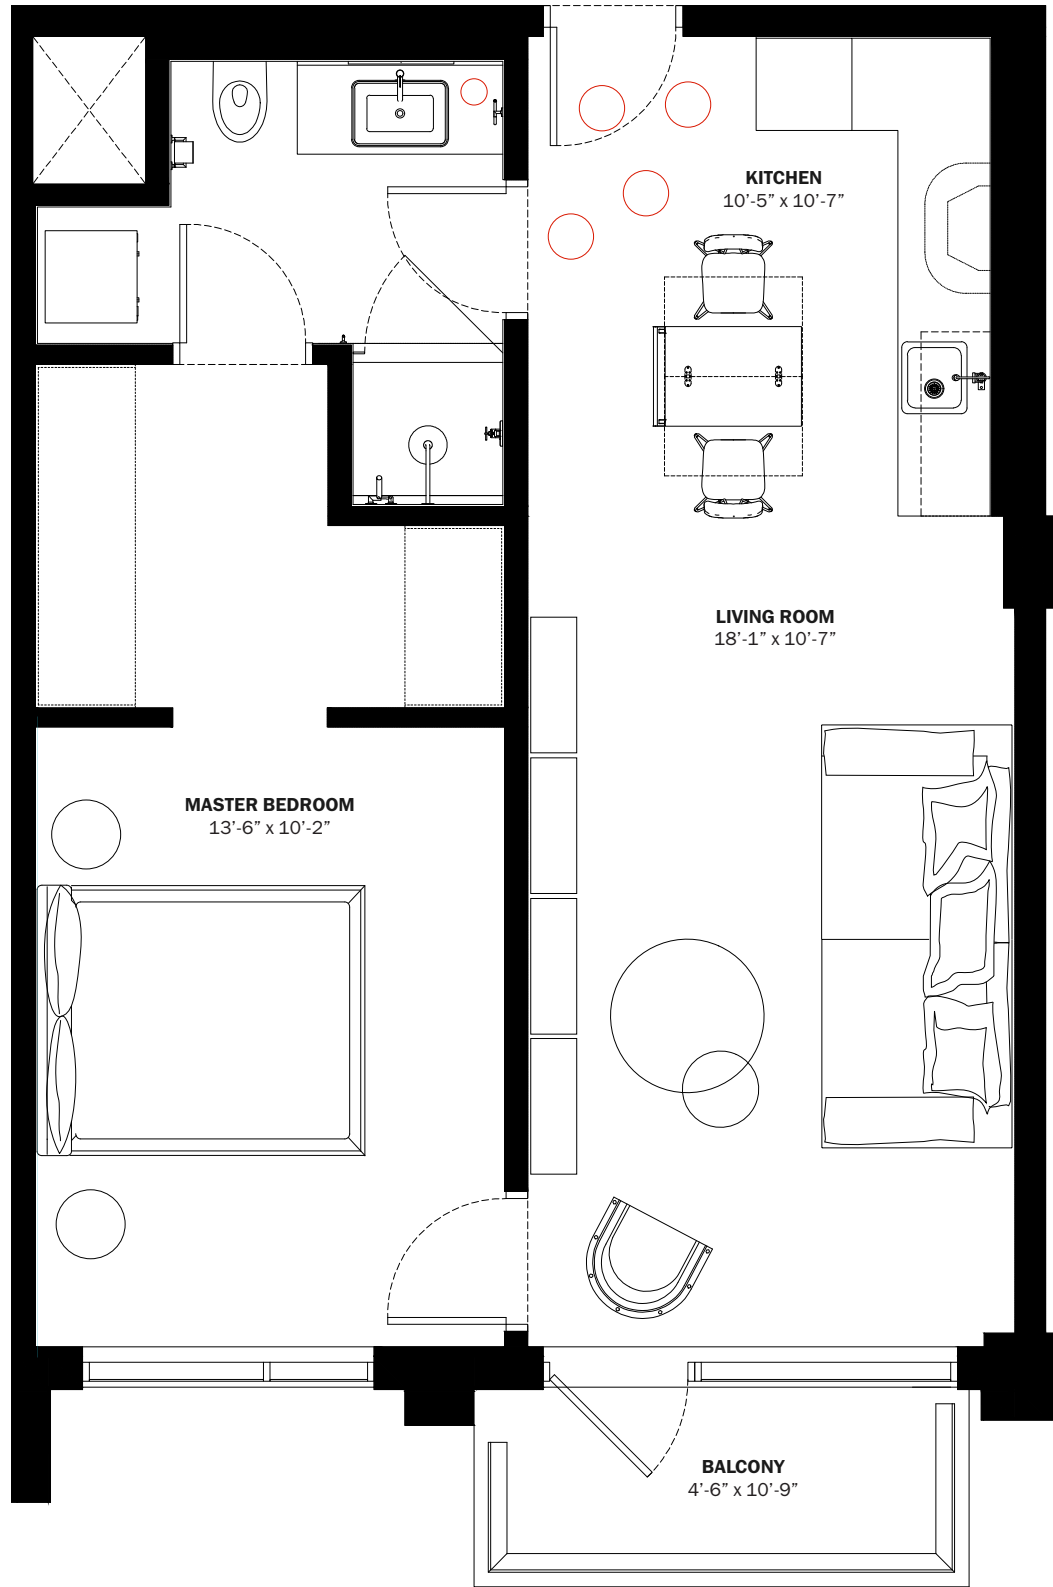 KITCHEN
10'-5” x 10'-7”
LIVING ROOM
18'-1” x 10'-7”
MASTER BEDROOM
13'-6” x 10'-2”
BALCONY
4'-6” x 10'-9”